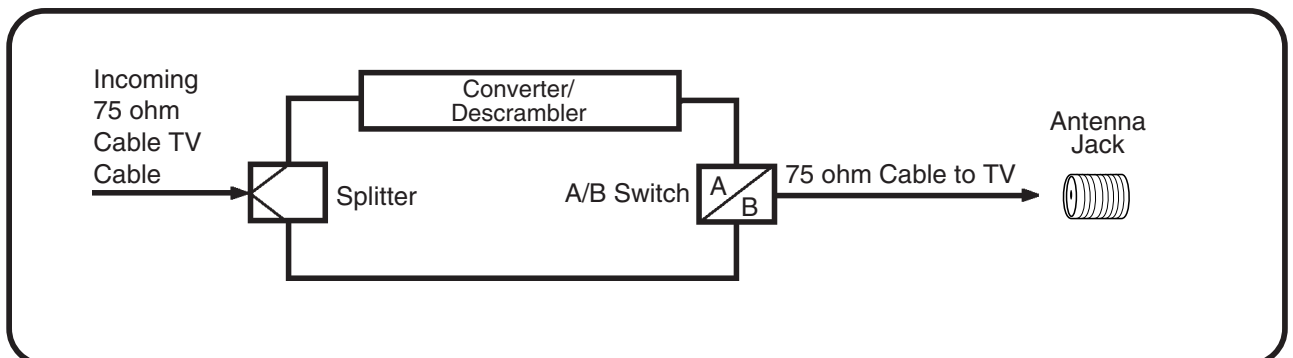 Incoming
75 ohm
Cable TV
Cable
Splitter
Converter/
Descrambler
A/B Switch
A
B
75 ohm Cable to TV
Antenna
Jack